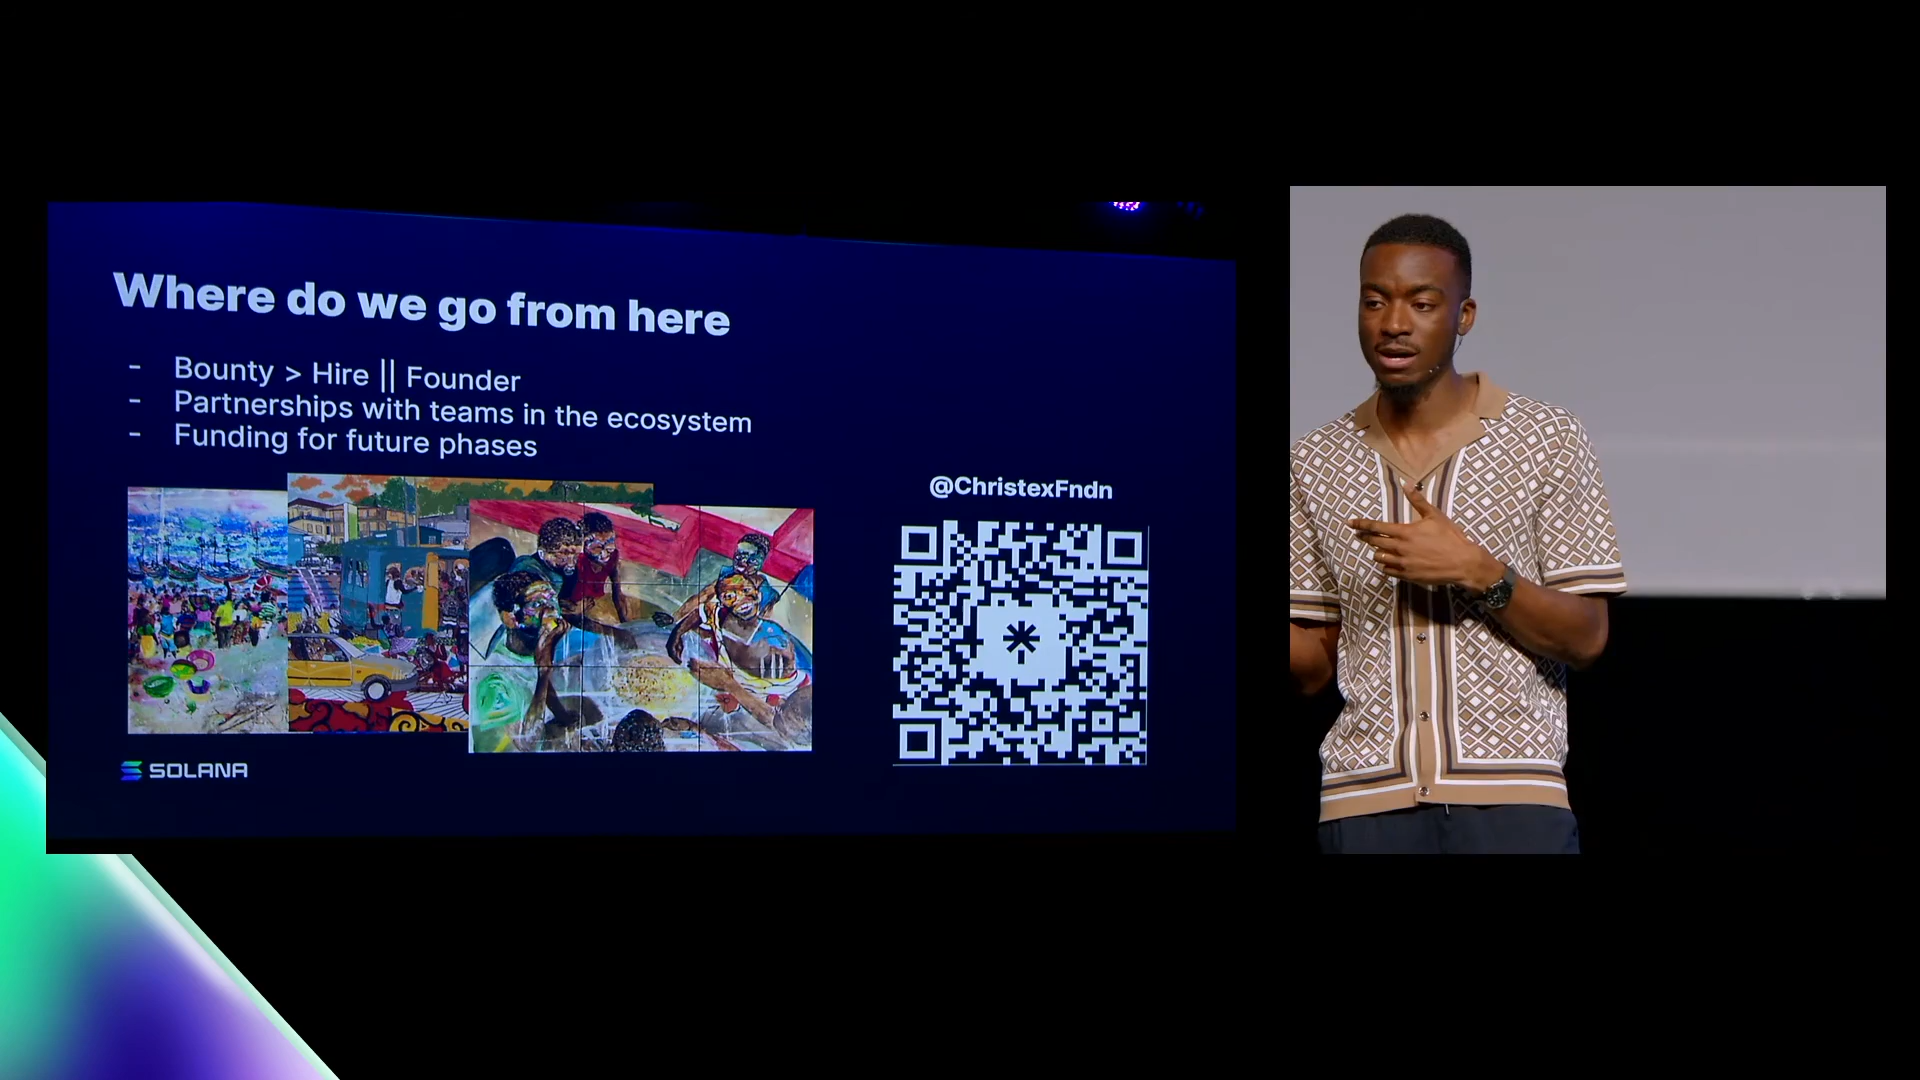 Where do we go from here
- Bounty > Hire || Founder
- Partnerships with teams in the ecosystem
- Funding for future phases
@ChristexFndn
SOLANA